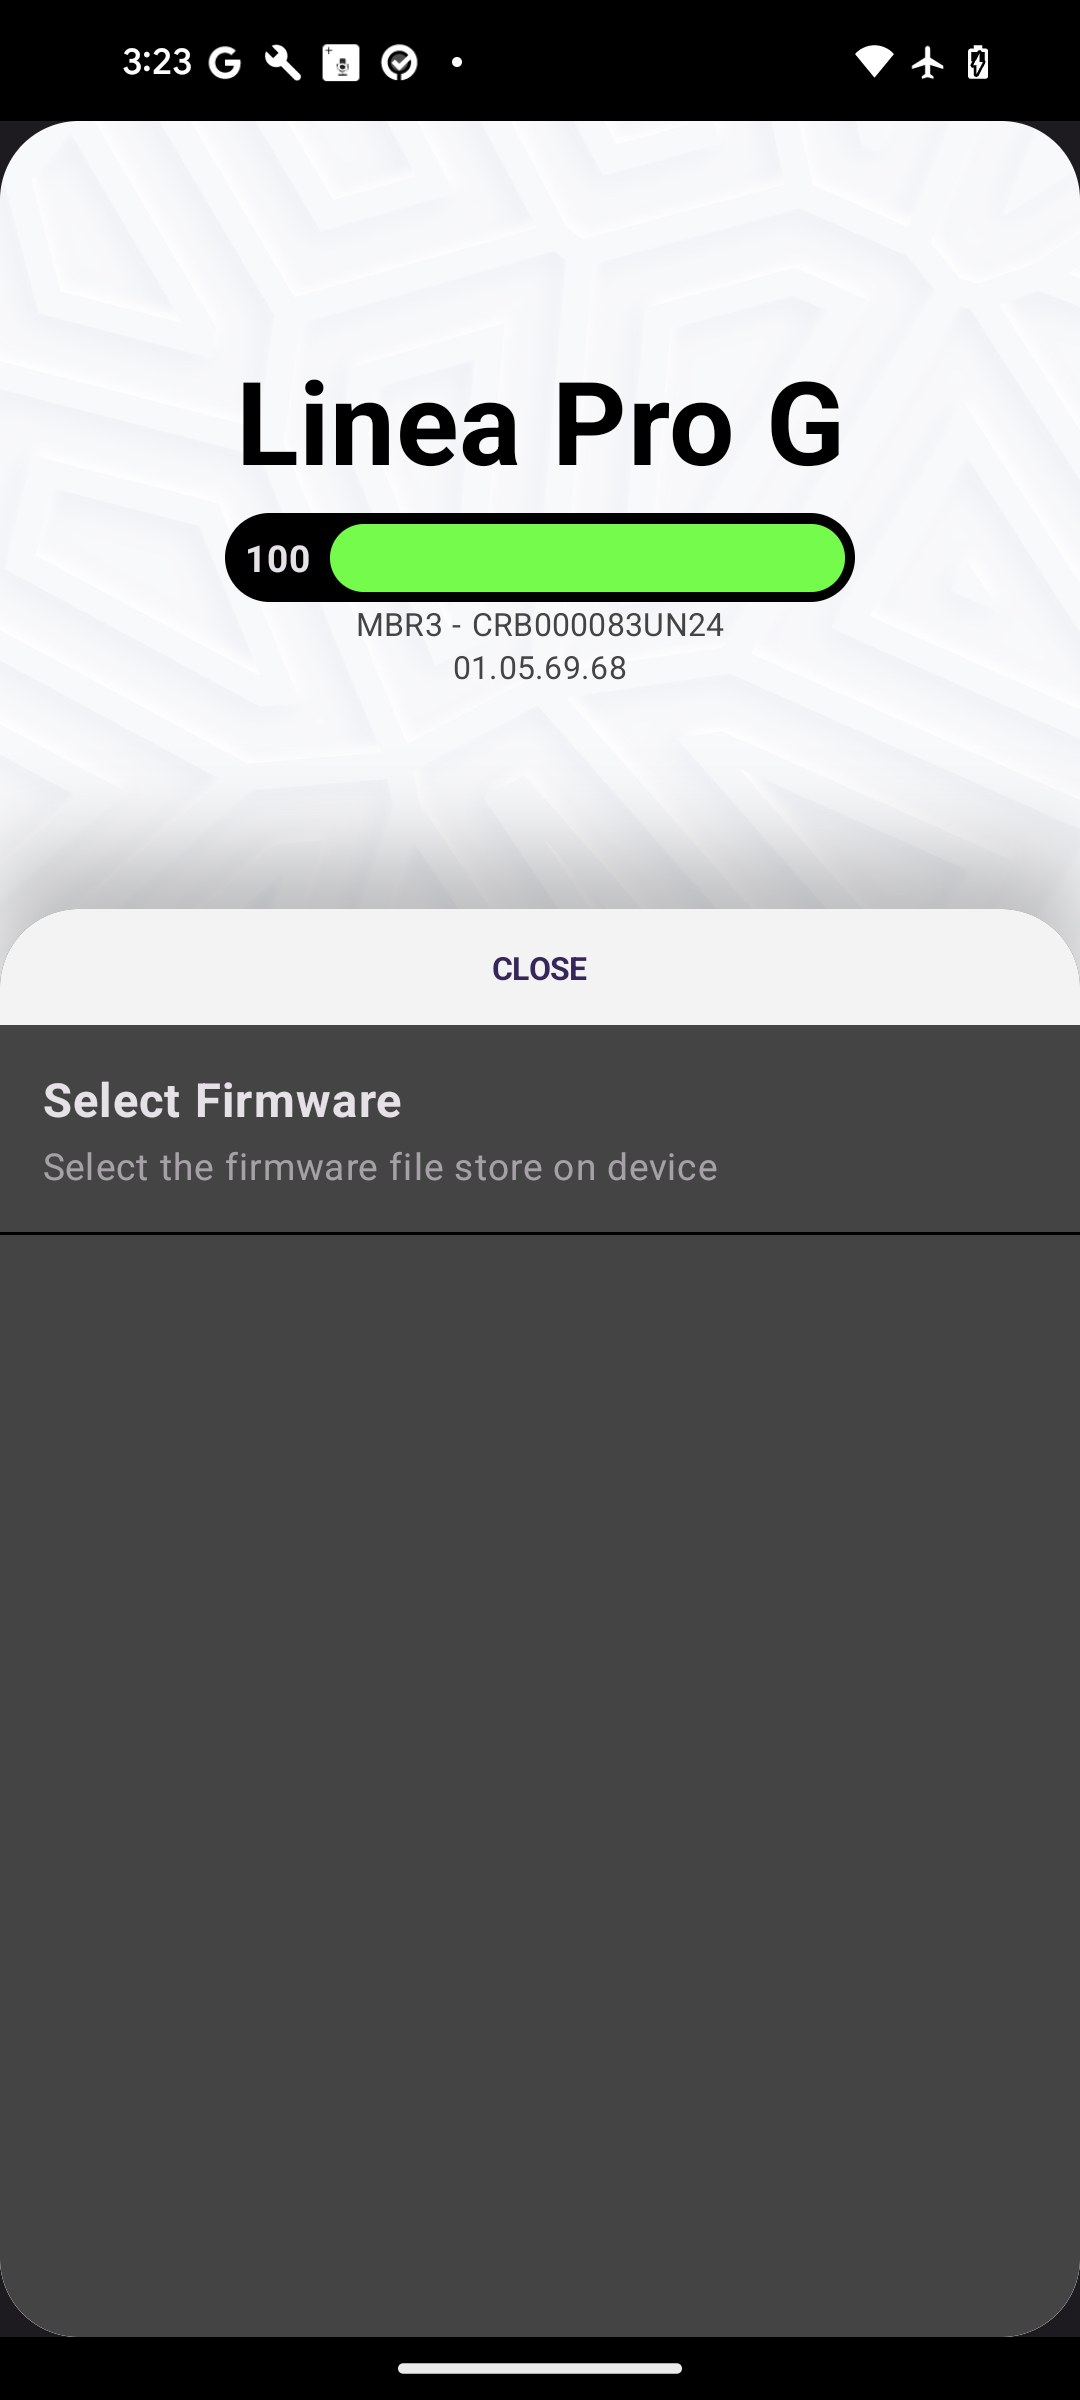 3:23
Linea Pro G
100
MBR3 - CRB000083UN24
01.05.69.68
CLOSE
Select Firmware
Select the firmware file store on device